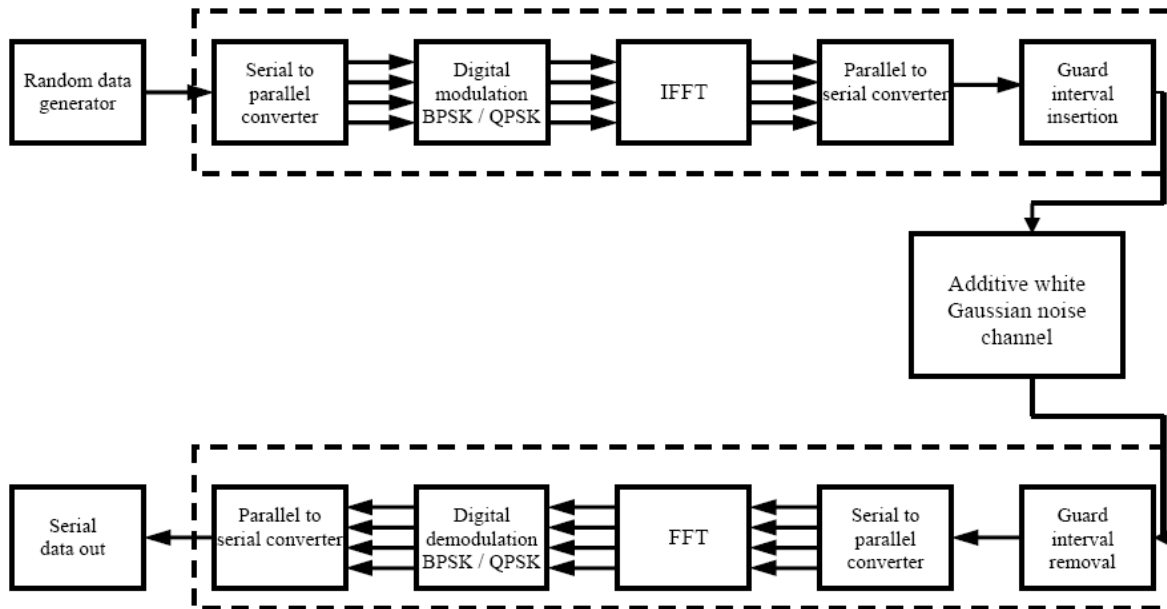 Random data
generator
Serial to
parallel
converter
Digital
modulation
BPSK / QPSK
IFFT
Parallel to
serial converter
Guard
interval
insertion
Additive white
Gaussian noise
channel
Serial
data out
Parallel to
serial converter
Digital
demodulation
BPSK / QPSK
FFT
Serial to
parallel
converter
Guard
interval
removal